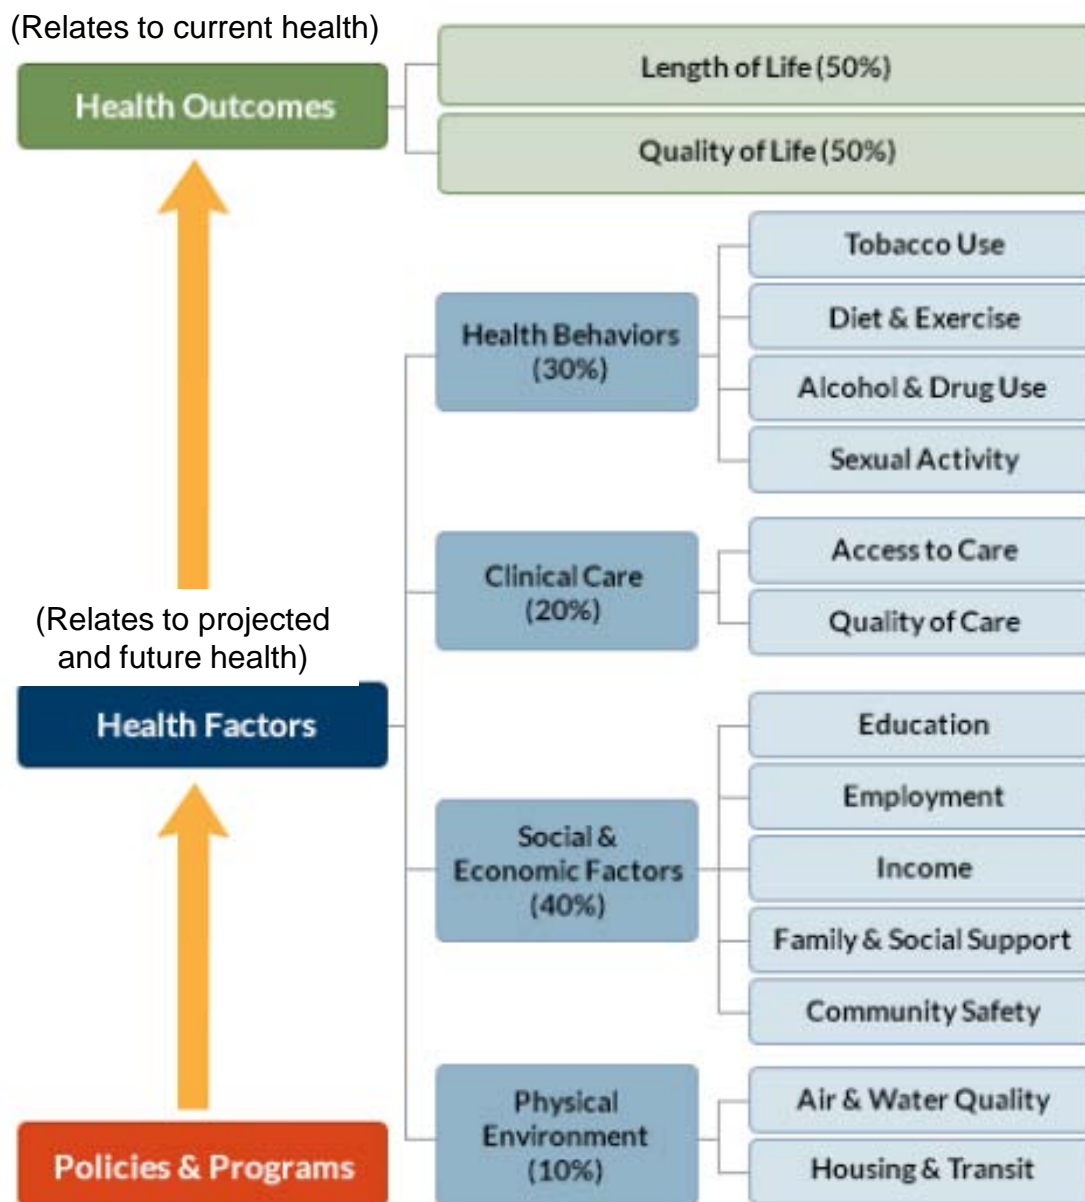 (Relates to current health)
Health Outcomes
Length of Life (50%)
Quality of Life (50%)
Health Behaviors
(30%)
Tobacco Use
Diet & Exercise
Alcohol & Drug Use
Sexual Activity
Clinical Care
(20%)
Access to Care
Quality of Care
(Relates to projected
and future health)
Health Factors
Social &
Economic Factors
(40%)
Education
Employment
Income
Family & Social Support
Community Safety
Physical
Environment
(10%)
Air & Water Quality
Housing & Transit
Policies & Programs